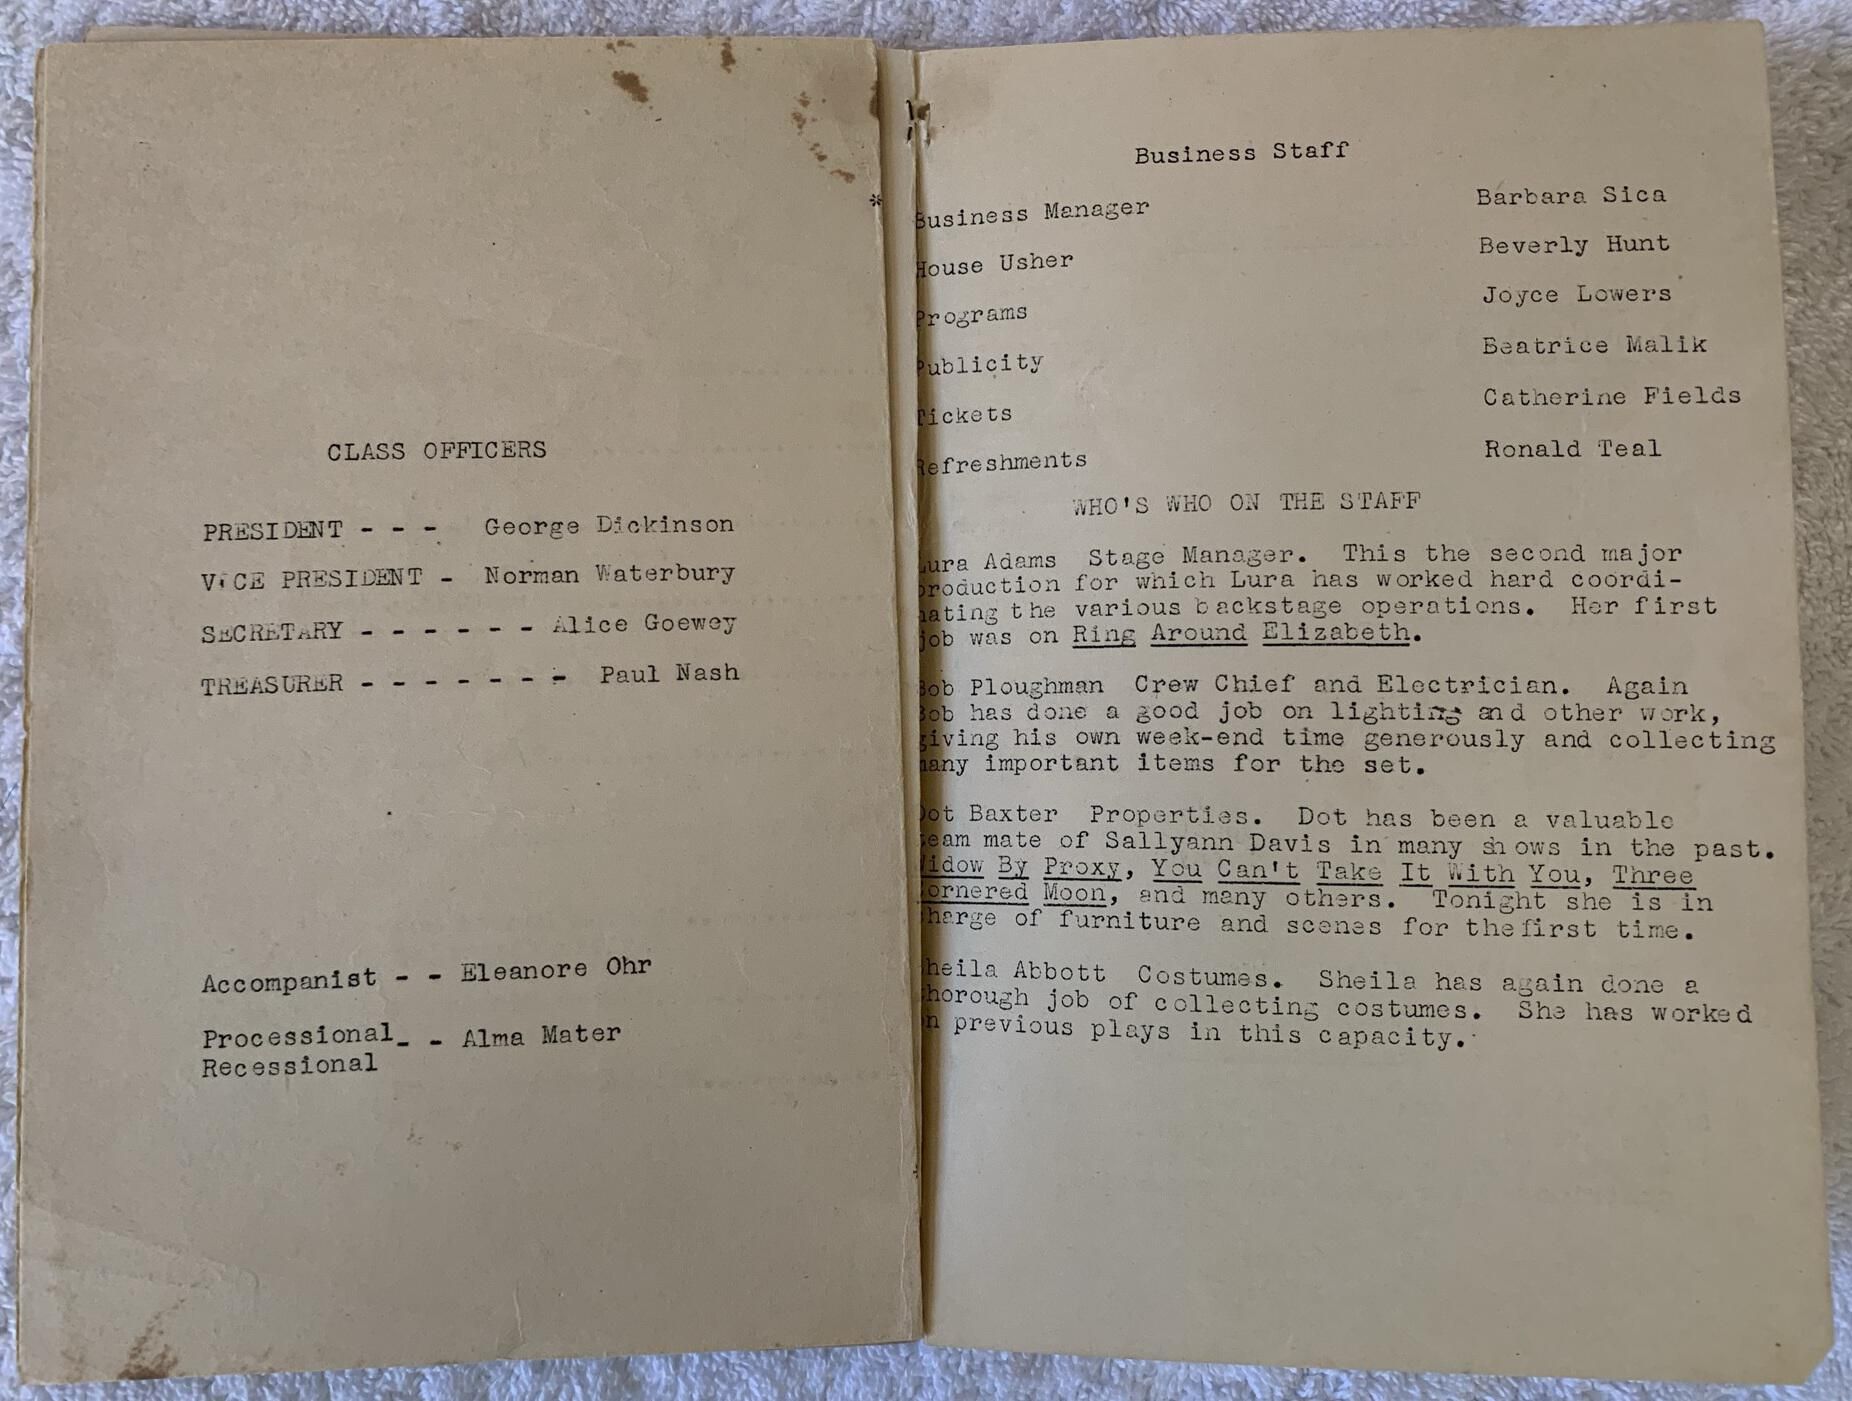 CLASS OFFICERS
PRESIDENT - - - George Dickinson
VICE PRESIDENT - Norman Waterbury
SECRETARY - - - - - - Alice Goewey
TREASURER - - - - - - - Paul Nash
Accompanist - - Eleanore Ohr
Processional_ - Alma Mater
Recessional
Business Staff
Business Manager Barbara Sica
House Usher Beverly Hunt
Programs Joyce Lowers
Publicity Beatrice Malik
Tickets Catherine Fields
Refreshments Ronald Teal
WHO'S WHO ON THE STAFF
Lura Adams Stage Manager. This the second major
production for which Lura has worked hard coordi-
nating the various backstage operations. Her first
job was on Ring Around Elizabeth.
Bob Ploughman Crew Chief and Electrician. Again
Bob has done a good job on lighting and other work,
giving his own week-end time generously and collecting
many important items for the set.
Dot Baxter Properties. Dot has been a valuable
team mate of Sallyann Davis in many shows in the past.
Widow By Proxy, You Can't Take It With You, Three
Cornered Moon, and many others. Tonight she is in
charge of furniture and scenes for thefirst time.
Sheila Abbott Costumes. Sheila has again done a
thorough job of collecting costumes. She has worked
on previous plays in this capacity.